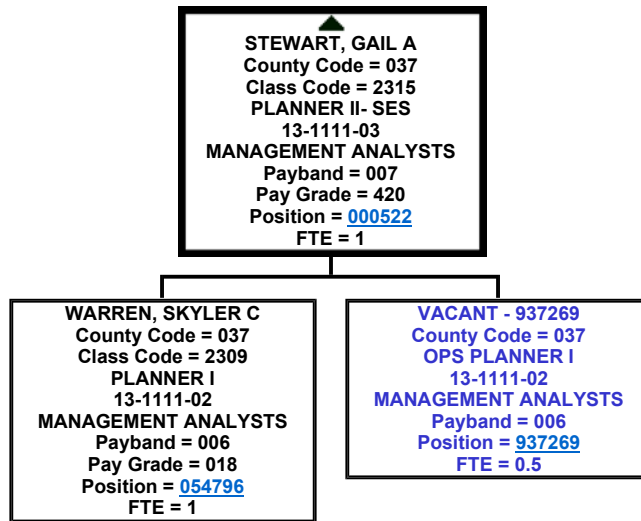 STEWART, GAIL A
County Code = 037
Class Code = 2315
PLANNER II- SES
13-1111-03
MANAGEMENT ANALYSTS
Payband = 007
Pay Grade = 420
Position = 000522
FTE = 1
WARREN, SKYLER C
County Code = 037
Class Code = 2309
PLANNER I
13-1111-02
MANAGEMENT ANALYSTS
Payband = 006
Pay Grade = 018
Position = 054796
FTE = 1
VACANT - 937269
County Code = 037
OPS PLANNER I
13-1111-02
MANAGEMENT ANALYSTS
Payband = 006
Position = 937269
FTE = 0.5